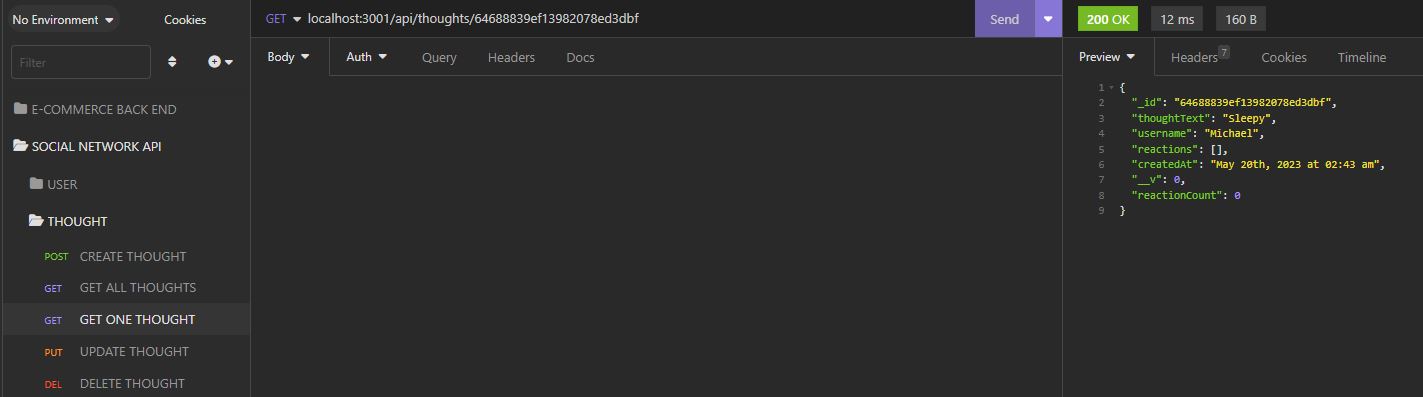 No Environment
Cookies
Filter
E-COMMERCE BACK END
SOCIAL NETWORK API
USER
THOUGHT
POST CREATE THOUGHT
GET GET ALL THOUGHTS
GET GET ONE THOUGHT
PUT UPDATE THOUGHT
DEL DELETE THOUGHT
GET localhost:3001/api/thoughts/64688839ef13982078ed3dbf Send
Body Auth Query Headers Docs
200 OK 12 ms 160 B
Preview Headers 7 Cookies Timeline
1 {
2 "_id": "64688839ef13982078ed3dbf",
3 "thoughtText": "Sleepy",
4 "username": "Michael",
5 "reactions": [],
6 "createdAt": "May 20th, 2023 at 02:43 am",
7 "__v": 0,
8 "reactionCount": 0
9 }